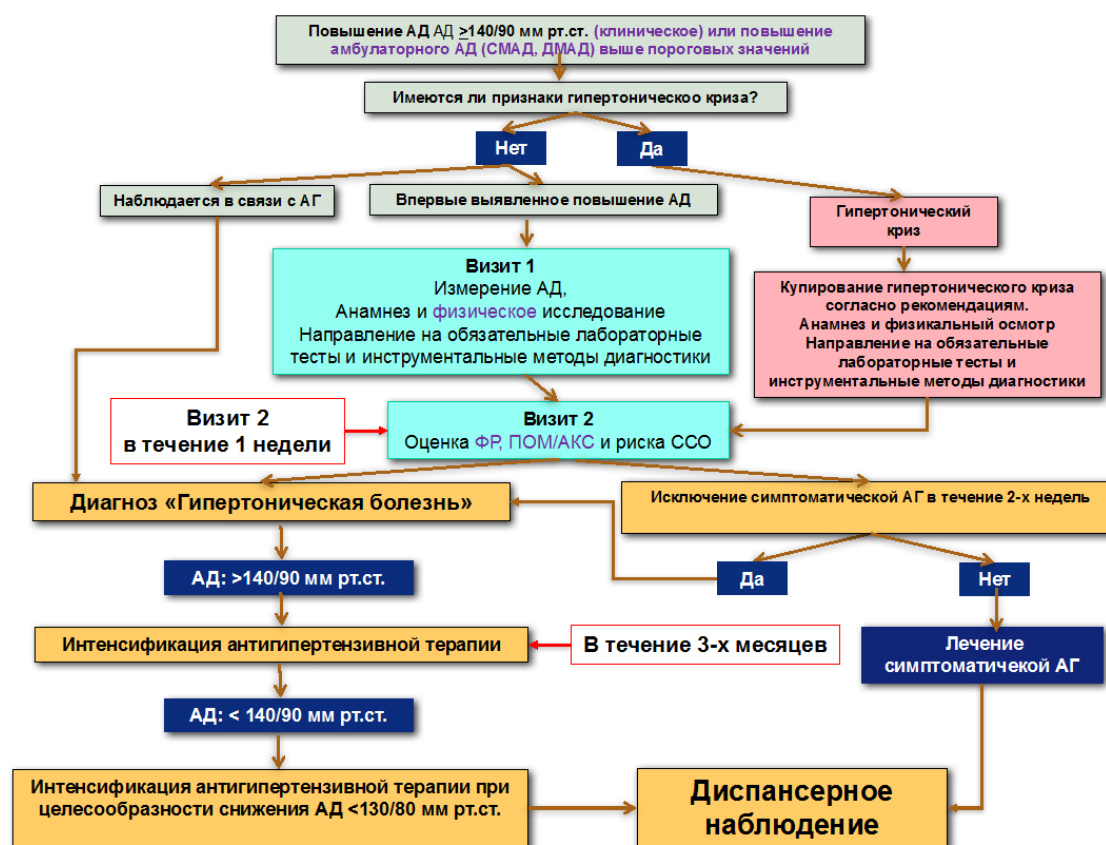 Повышение АД АД >140/90 мм рт.ст. (клиническое) или повышение
амбулаторного АД (СМАД, ДМАД) выше пороговых значений
Имеются ли признаки гипертоническоо криза?
Нет
Да
Наблюдается в связи с АГ
Впервые выявленное повышение АД
Гипертонический
криз
Визит 1
Измерение АД,
Анамнез и физическое исследование
Направление на обязательные лабораторные
тесты и инструментальные методы диагностики
Купирование гипертонического криза
согласно рекомендациям.
Анамнез и физикальный осмотр
Направление на обязательные
лабораторные тесты и
инструментальные методы диагностики
Визит 2
в течение 1 недели
Визит 2
Оценка ФР, ПОМ/АКС и риска ССО
Диагноз «Гипертоническая болезнь»
Исключение симптоматической АГ в течение 2-х недель
АД: >140/90 мм рт.ст.
Да
Нет
Интенсификация антигипертензивной терапии
В течение 3-х месяцев
Лечение
симптоматичекой АГ
АД: < 140/90 мм рт.ст.
Интенсификация антигипертензивной терапии при
целесообразности снижения АД <130/80 мм рт.ст.
Диспансерное
наблюдение